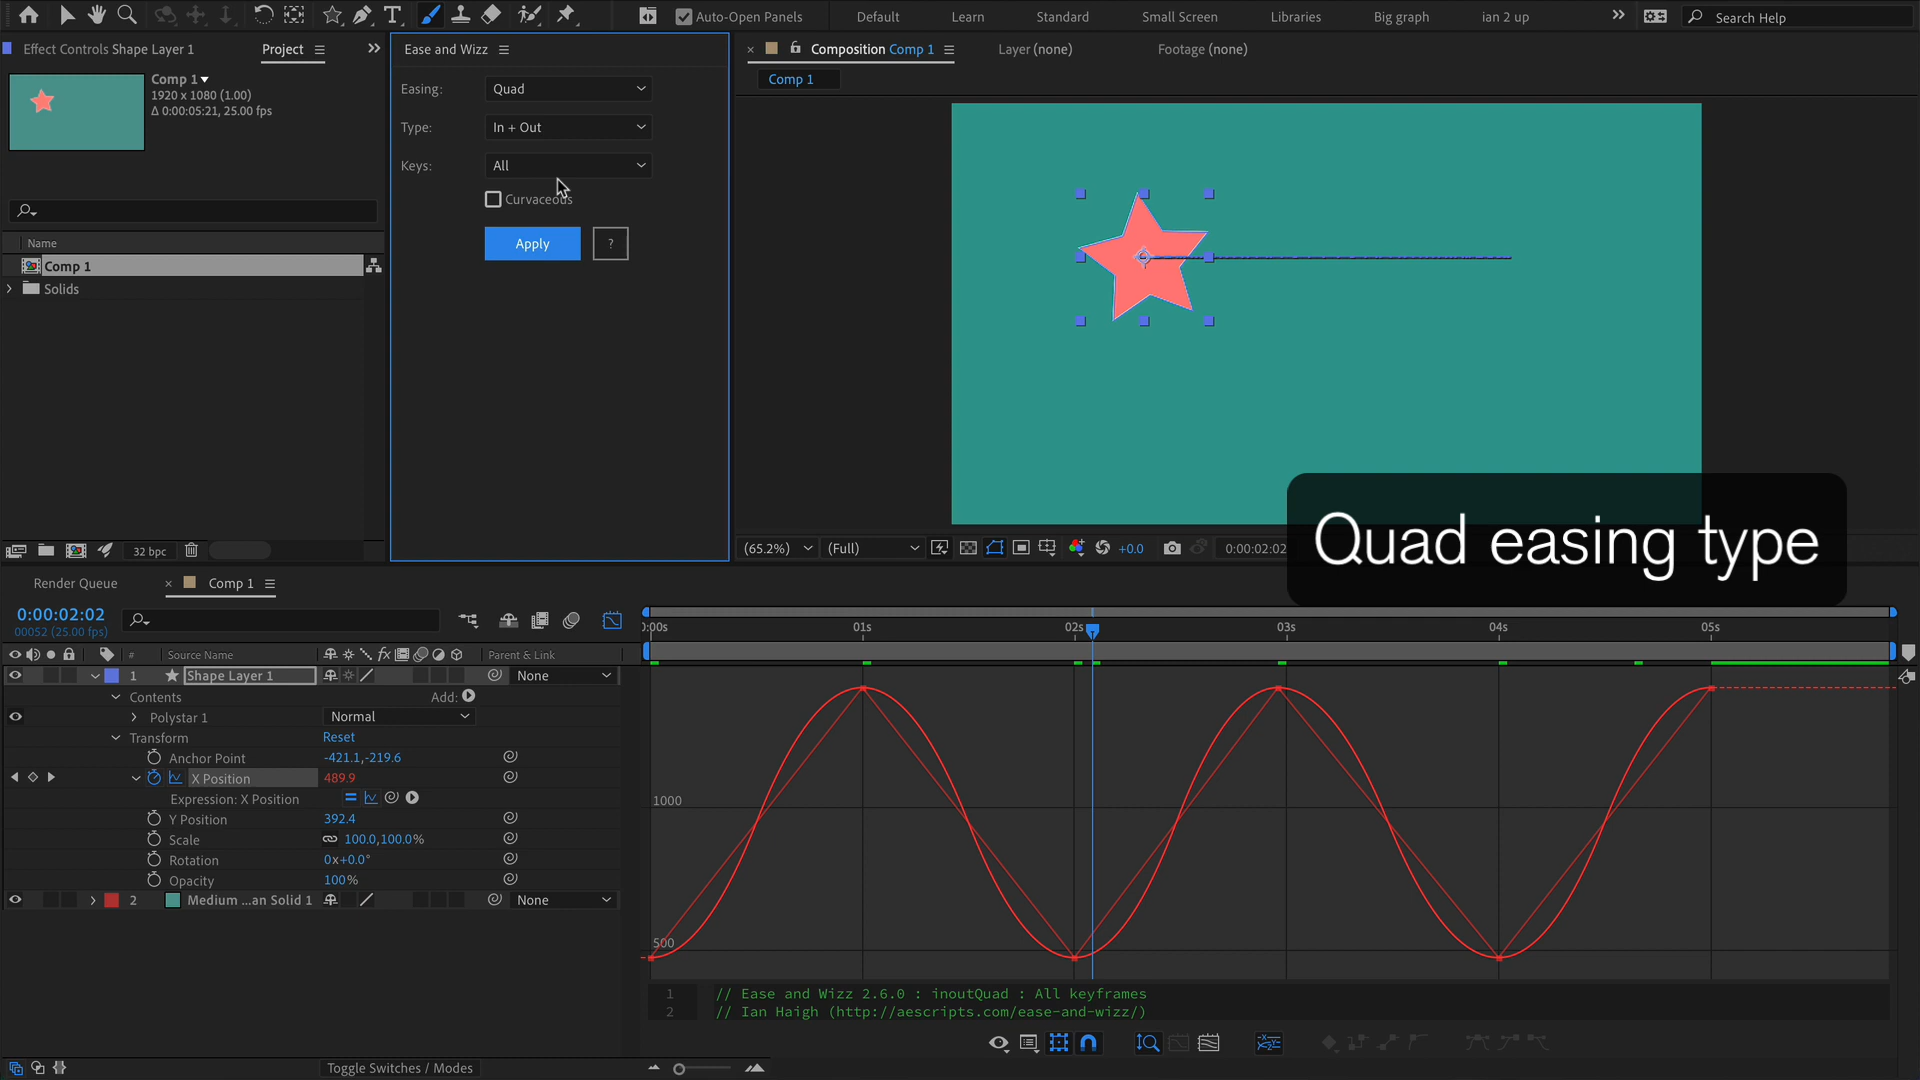 Auto-Open Panels
Default
Learn
Standard
Small Screen
Libraries
Big graph
ian 2 up
Search Help
Effect Controls Shape Layer 1
Project
Ease and Wizz
Composition Comp 1
Layer (none)
Footage (none)
Comp 1
1920 x 1080 (1.00)
Δ 0:00:05:21, 25.00 fps
Easing: Quad
Type: In + Out
Keys: All
Curvaceous
Apply
?
Comp 1
Name
Comp 1
Solids
32 bpc
(65.2%)
(Full)
+0.0
0:00:02:02
Quad easing type
Render Queue
Comp 1
0:00:02:02
00052 (25.00 fps)
# Source Name
fx
Parent & Link
1 Shape Layer 1
None
Contents
Add:
Polystar 1
Normal
Transform
Reset
Anchor Point
-421.1,-219.6
X Position
489.9
Expression: X Position
Y Position
392.4
Scale
100.0,100.0%
Rotation
0x+0.0°
Opacity
100%
2 Medium ...an Solid 1
None
0:00s
01s
02s
03s
04s
05s
1000
500
1 // Ease and Wizz 2.6.0 : inoutQuad : All keyframes
2 // Ian Haigh (http://aescripts.com/ease-and-wizz/)
Toggle Switches / Modes